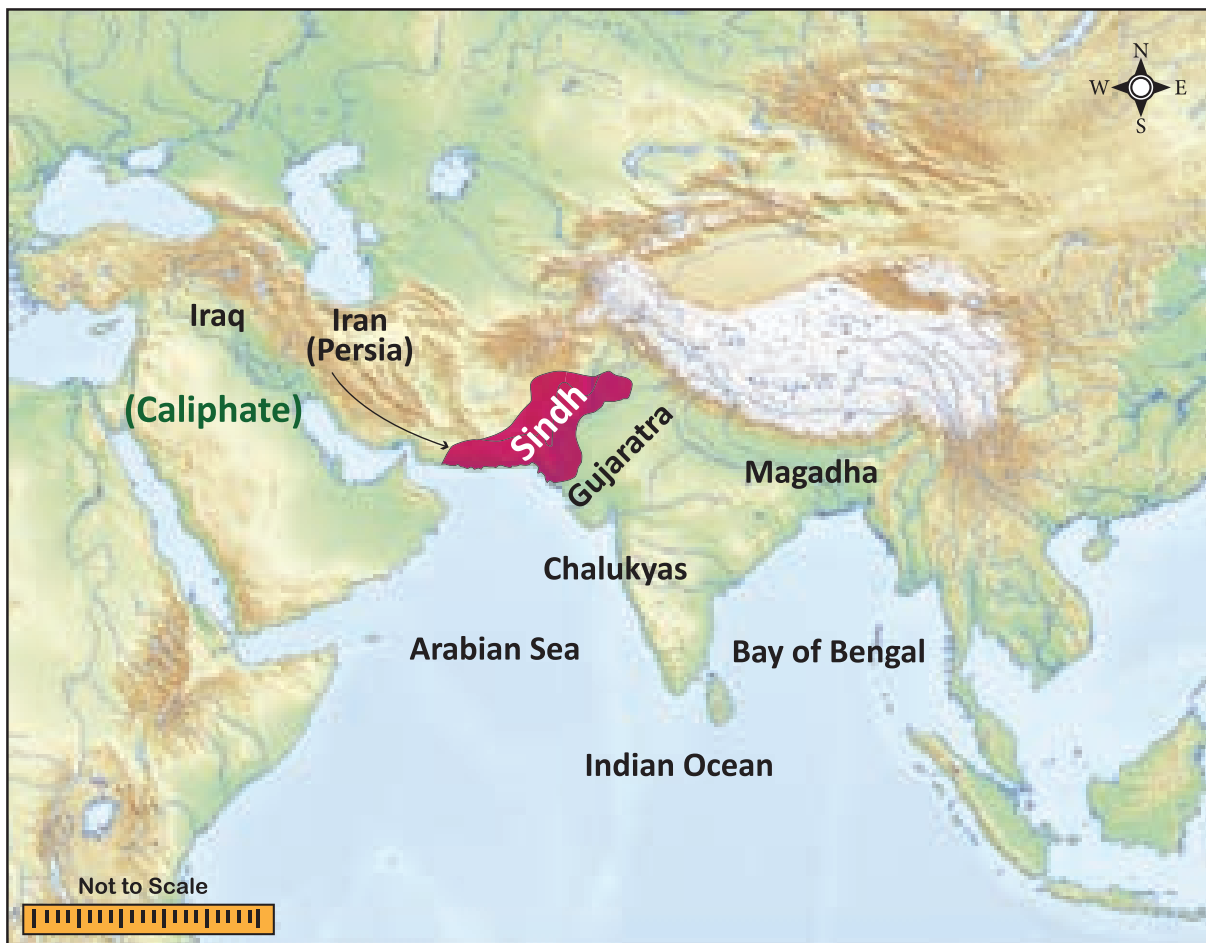 N
W E
S
Iraq
Iran
(Persia)
(Caliphate)
Sindh
Gujaratra
Magadha
Chalukyas
Arabian Sea
Bay of Bengal
Indian Ocean
Not to Scale